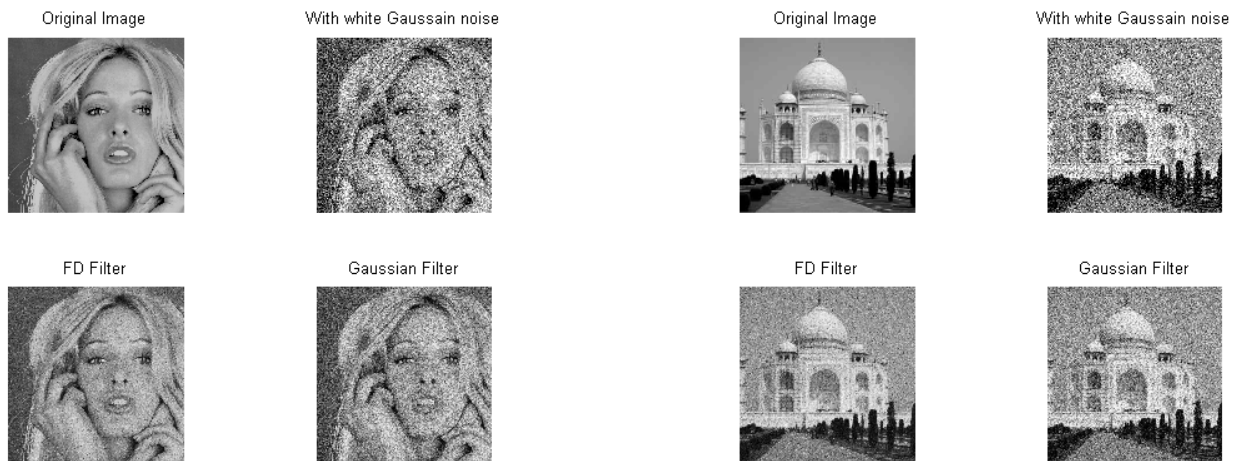 Original Image
With white Gaussain noise
Original Image
With white Gaussain noise
FD Filter
Gaussian Filter
FD Filter
Gaussian Filter